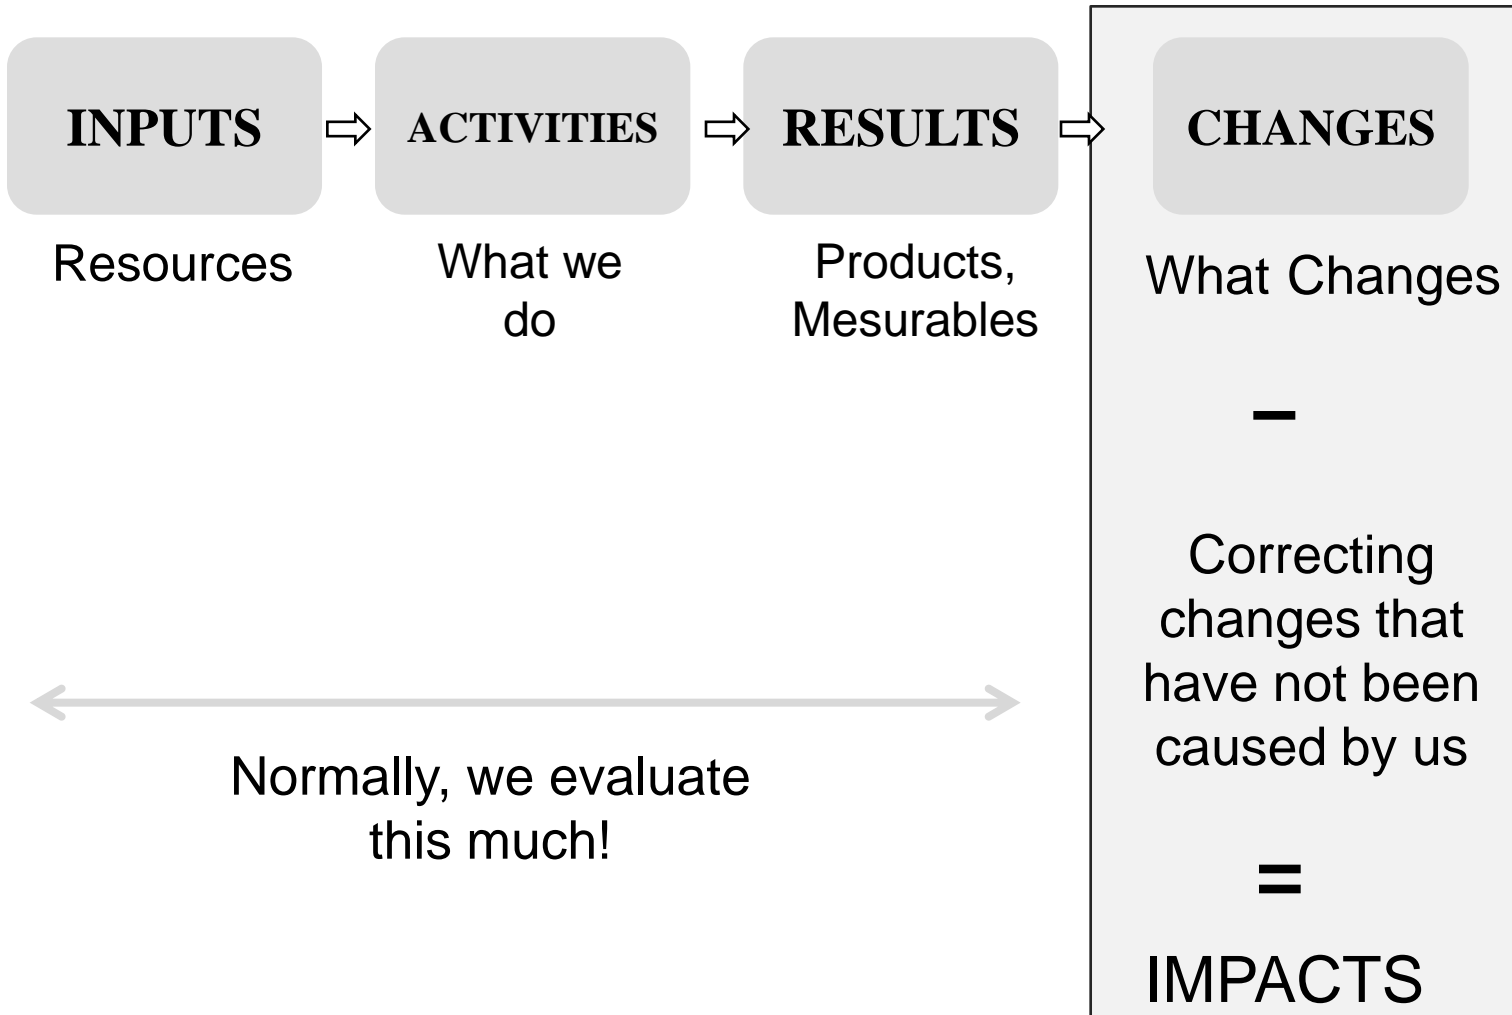 INPUTS
ACTIVITIES
RESULTS
CHANGES
Resources
What we
do
Products,
Mesurables
What Changes
–
Correcting
changes that
have not been
caused by us
=
IMPACTS
Normally, we evaluate
this much!